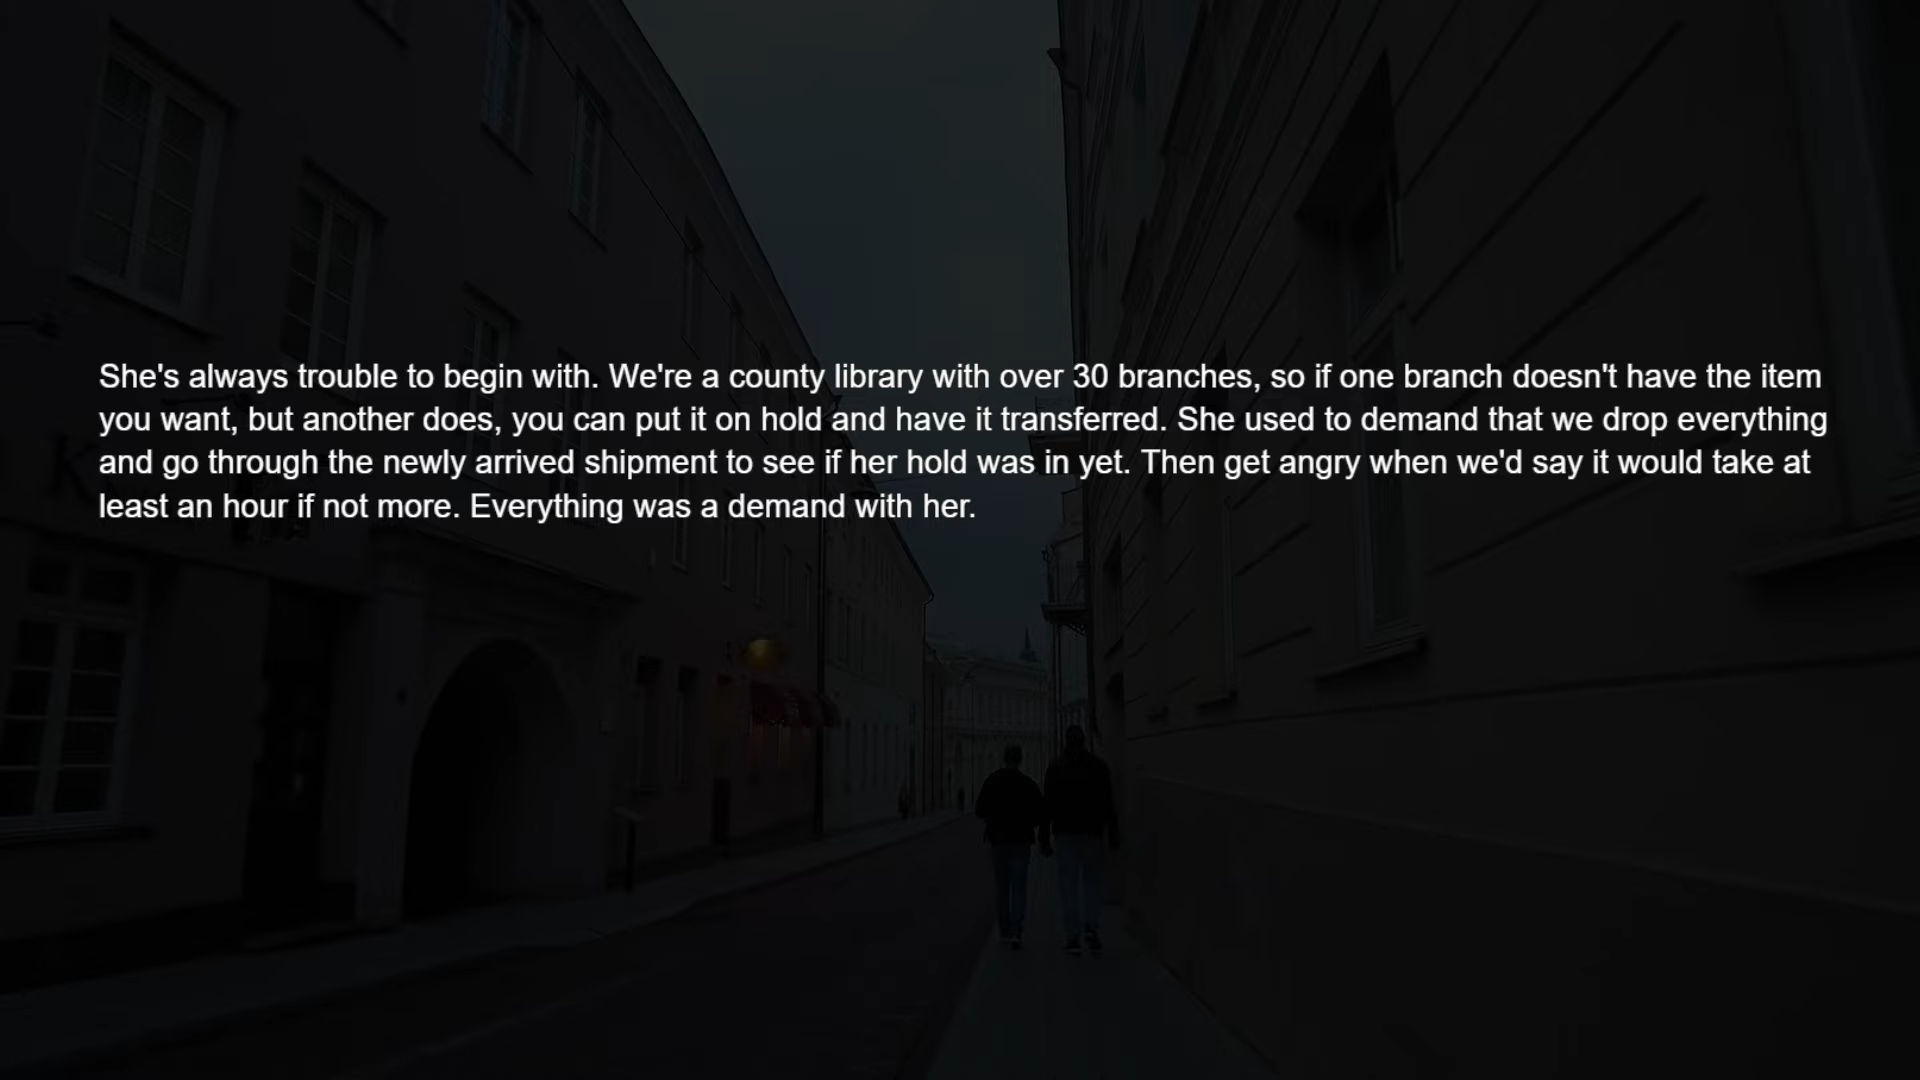 She's always trouble to begin with. We're a county library with over 30 branches, so if one branch doesn't have the item
you want, but another does, you can put it on hold and have it transferred. She used to demand that we drop everything
and go through the newly arrived shipment to see if her hold was in yet. Then get angry when we'd say it would take at
least an hour if not more. Everything was a demand with her.